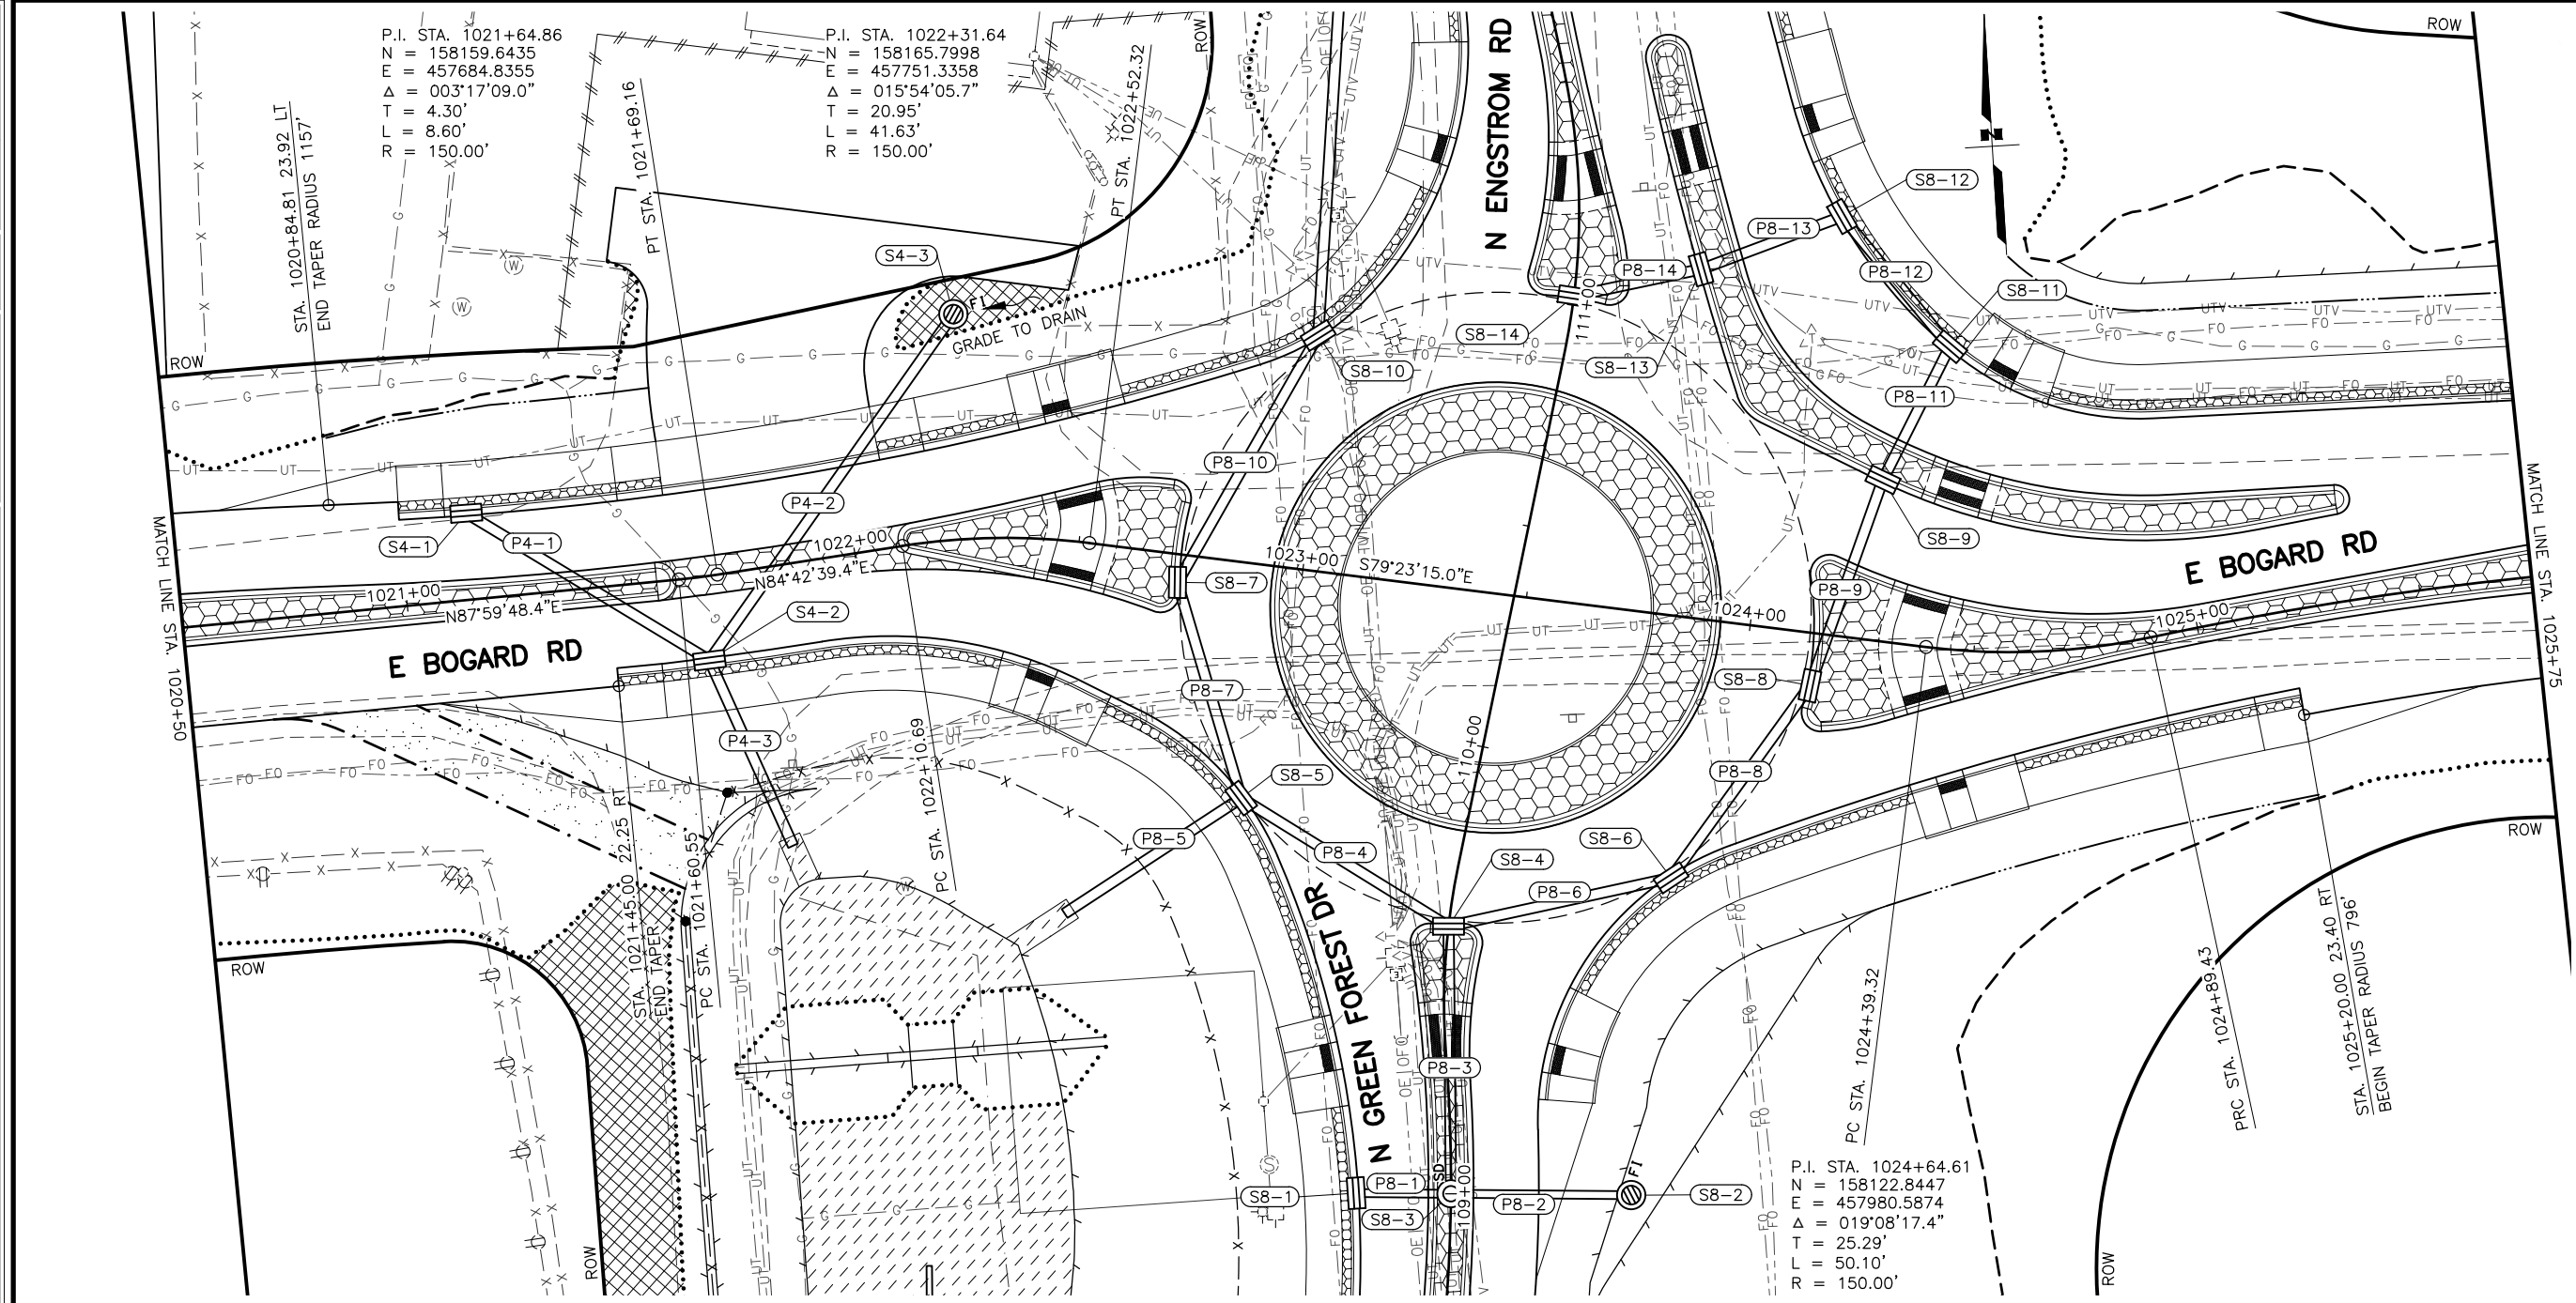 P.I. STA. 1021+64.86
N = 158159.6435
E = 457684.8355
Δ = 003°17'09.0"
T = 4.30'
L = 8.60'
R = 150.00'
P.I. STA. 1022+31.64
N = 158165.7998
E = 457751.3358
Δ = 015°54'05.7"
T = 20.95'
L = 41.63'
R = 150.00'
STA. 1020+84.81 23.92 LT
END TAPER RADIUS 1157'
PT STA. 1021+69.16
PT STA. 1022+52.32
ROW
N ENGSTROM RD
N
ROW
S8-12
P8-13
P8-12
S8-11
P8-14
S8-14
111+00
S8-13
S8-10
P8-11
S4-3
FI
GRADE TO DRAIN
ROW
P8-10
P4-2
S4-1
P4-1
1022+00
N84°42'39.4"E
1021+00
N87°59'48.4"E
S4-2
E BOGARD RD
MATCH LINE STA. 1020+50
S8-7
1023+00
S79°23'15.0"E
1024+00
S8-9
P8-9
E BOGARD RD
1025+00
MATCH LINE STA. 1025+75
S8-8
P8-7
P4-3
110+00
P8-8
S8-5
P8-5
P8-4
S8-6
S8-4
P8-6
STA. 1021+45.00 22.25 RT
END TAPER
PC STA. 1021+60.55
PC STA. 1022+10.69
ROW
ROW
N GREEN FOREST DR
P8-3
PC STA. 1024+39.32
PRC STA. 1024+89.43
STA. 1025+20.00 23.40 RT
BEGIN TAPER RADIUS 796'
ROW
ROW
S8-1
P8-1
SD
S8-3
109+00
P8-2
FI
S8-2
P.I. STA. 1024+64.61
N = 158122.8447
E = 457980.5874
Δ = 019°08'17.4"
T = 25.29'
L = 50.10'
R = 150.00'